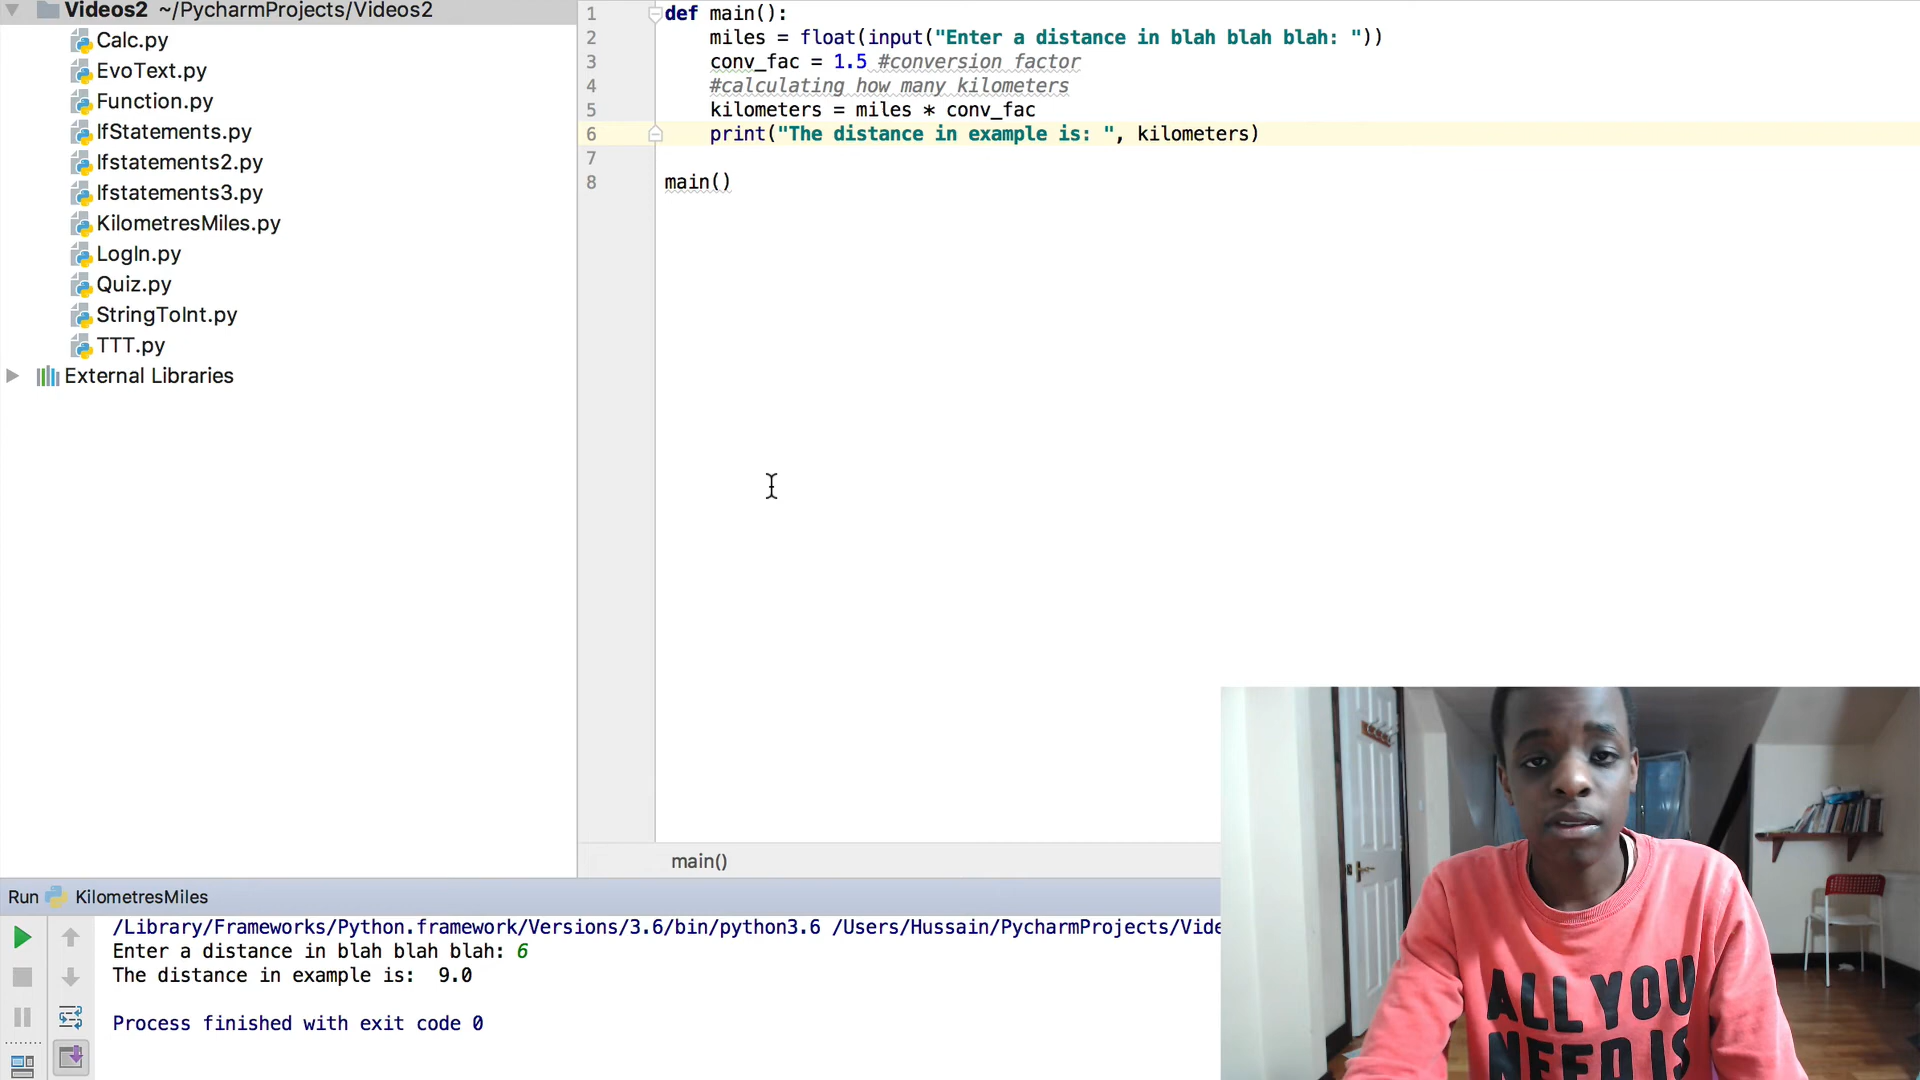 Videos2 ~/PycharmProjects/Videos2
Calc.py
EvoText.py
Function.py
IfStatements.py
Ifstatements2.py
Ifstatements3.py
KilometresMiles.py
LogIn.py
Quiz.py
StringToInt.py
TTT.py
External Libraries
1 def main():
2 miles = float(input("Enter a distance in blah blah blah: "))
3 conv_fac = 1.5 #conversion factor
4 #calculating how many kilometers
5 kilometers = miles * conv_fac
6 print("The distance in example is: ", kilometers)
7
8 main()
main()
Run KilometresMiles
/Library/Frameworks/Python.framework/Versions/3.6/bin/python3.6 /Users/Hussain/PycharmProjects/Vide
Enter a distance in blah blah blah: 6
The distance in example is:  9.0
Process finished with exit code 0
ALL YOU
NEED IS